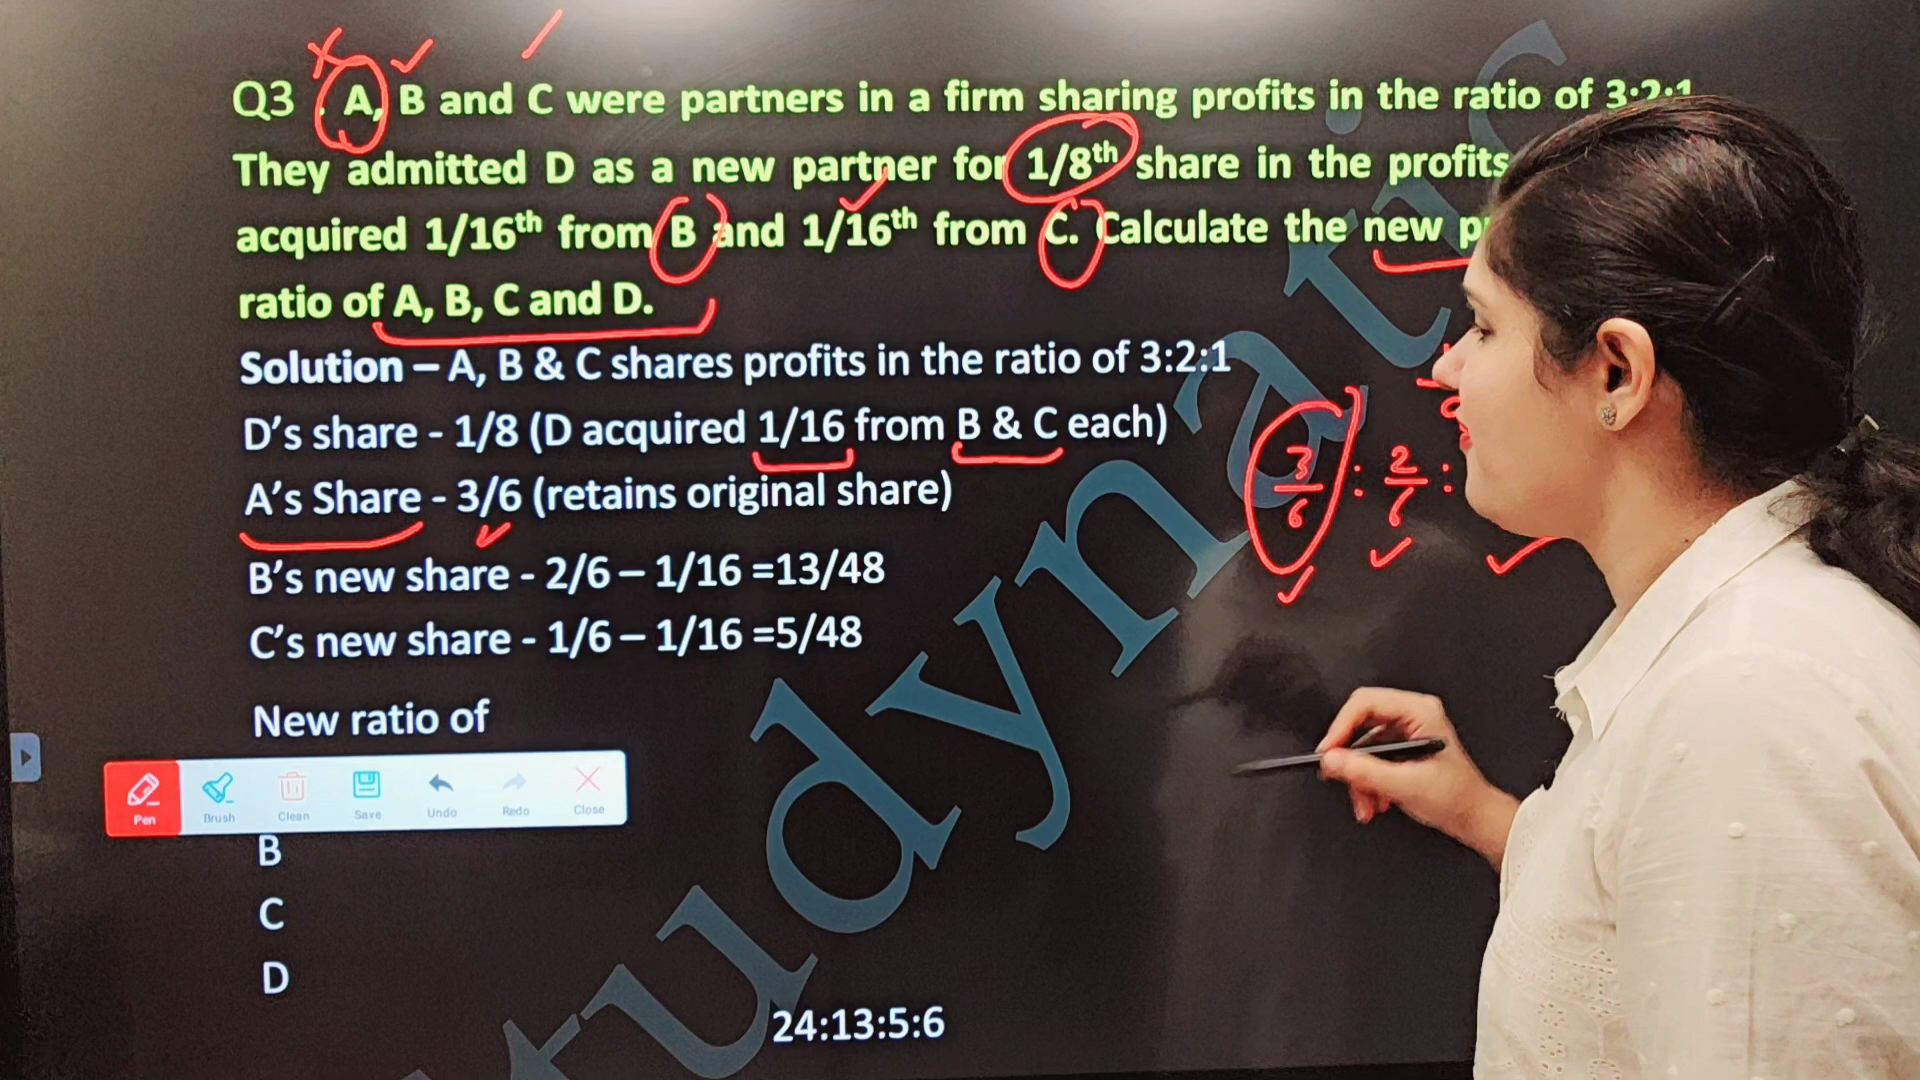 Q3 . A, B and C were partners in a firm sharing profits in the ratio of 3:2:1
They admitted D as a new partner for 1/8th share in the profits
acquired 1/16th from B and 1/16th from C. Calculate the new
ratio of A, B, C and D.
Solution – A, B & C shares profits in the ratio of 3:2:1
D's share - 1/8 (D acquired 1/16 from B & C each)
A's Share - 3/6 (retains original share)
3/6 : 2/6 :
B's new share - 2/6 – 1/16 =13/48
C's new share - 1/6 – 1/16 =5/48
New ratio of
Pen Brush Clean Save Undo Redo Close
B
C
D
24:13:5:6
studynatic